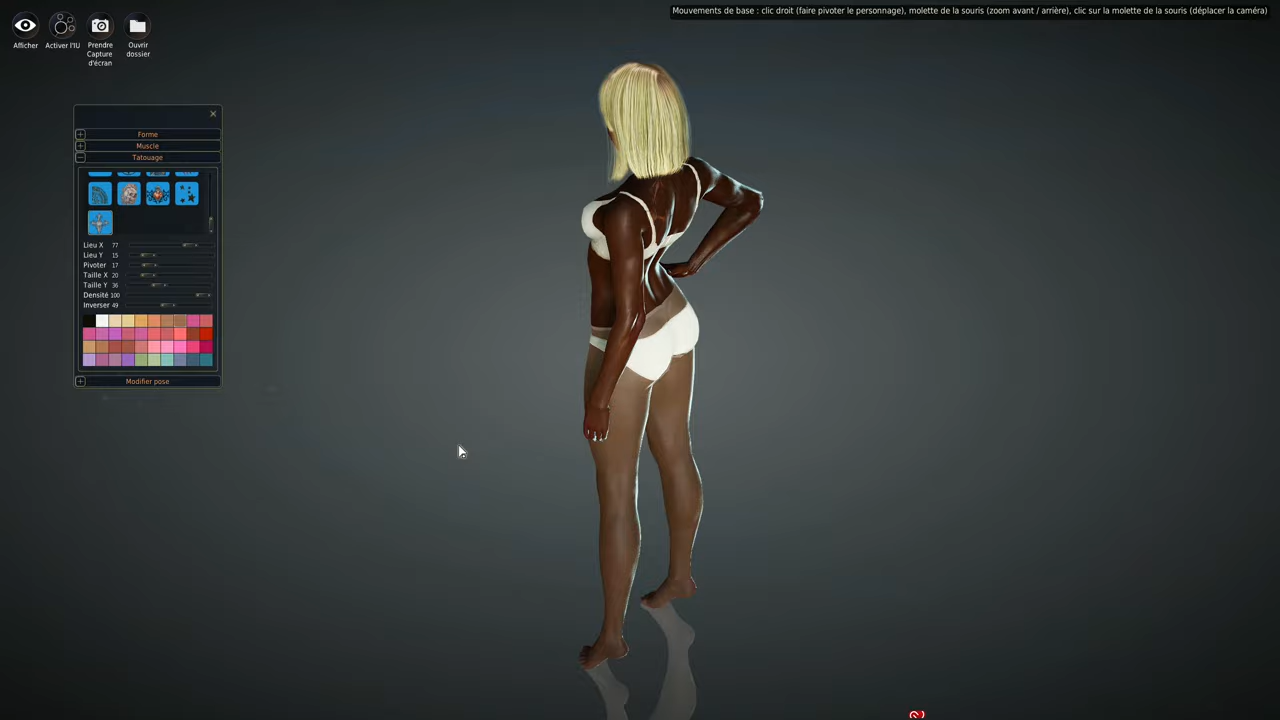 Mouvements de base : clic droit (faire pivoter le personnage), molette de la souris (zoom avant / arrière), clic sur la molette de la souris (déplacer la caméra)
Afficher
Activer l'IU
Prendre
Capture
d'écran
Ouvrir
dossier
Forme
Muscle
Tatouage
Lieu X 77
Lieu Y 15
Pivoter 17
Taille X 20
Taille Y 36
Densité 100
Inverser 49
Modifier pose